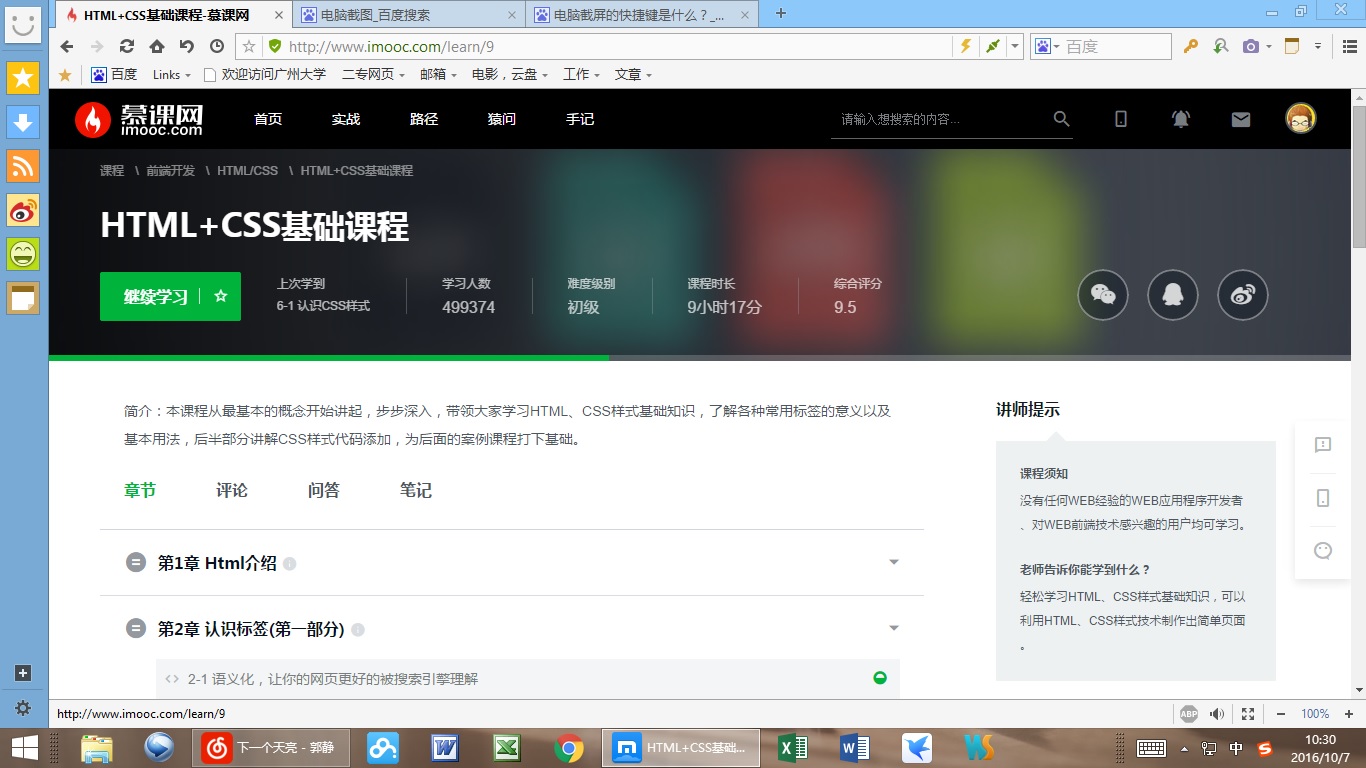 HTML+CSS基础课程-慕课网
电脑截图_百度搜索
电脑截屏的快捷键是什么？_...
http://www.imooc.com/learn/9
百度
百度
Links
欢迎访问广州大学
二专网页
邮箱
电影，云盘
工作
文章
慕课网
imooc.com
首页
实战
路径
猿问
手记
请输入想搜索的内容...
课程 \ 前端开发 \ HTML/CSS \ HTML+CSS基础课程
HTML+CSS基础课程
继续学习
上次学到
6-1 认识CSS样式
学习人数
499374
难度级别
初级
课程时长
9小时17分
综合评分
9.5
简介：本课程从最基本的概念开始讲起，步步深入，带领大家学习HTML、CSS样式基础知识，了解各种常用标签的意义以及
基本用法，后半部分讲解CSS样式代码添加，为后面的案例课程打下基础。
章节
评论
问答
笔记
第1章 Html介绍
第2章 认识标签(第一部分)
2-1 语义化，让你的网页更好的被搜索引擎理解
讲师提示
课程须知
没有任何WEB经验的WEB应用程序开发者
、对WEB前端技术感兴趣的用户均可学习。
老师告诉你能学到什么？
轻松学习HTML、CSS样式基础知识，可以
利用HTML、CSS样式技术制作出简单页面
。
http://www.imooc.com/learn/9
ABP
100%
下一个天亮 - 郭静
HTML+CSS基础...
中
10:30
2016/10/7